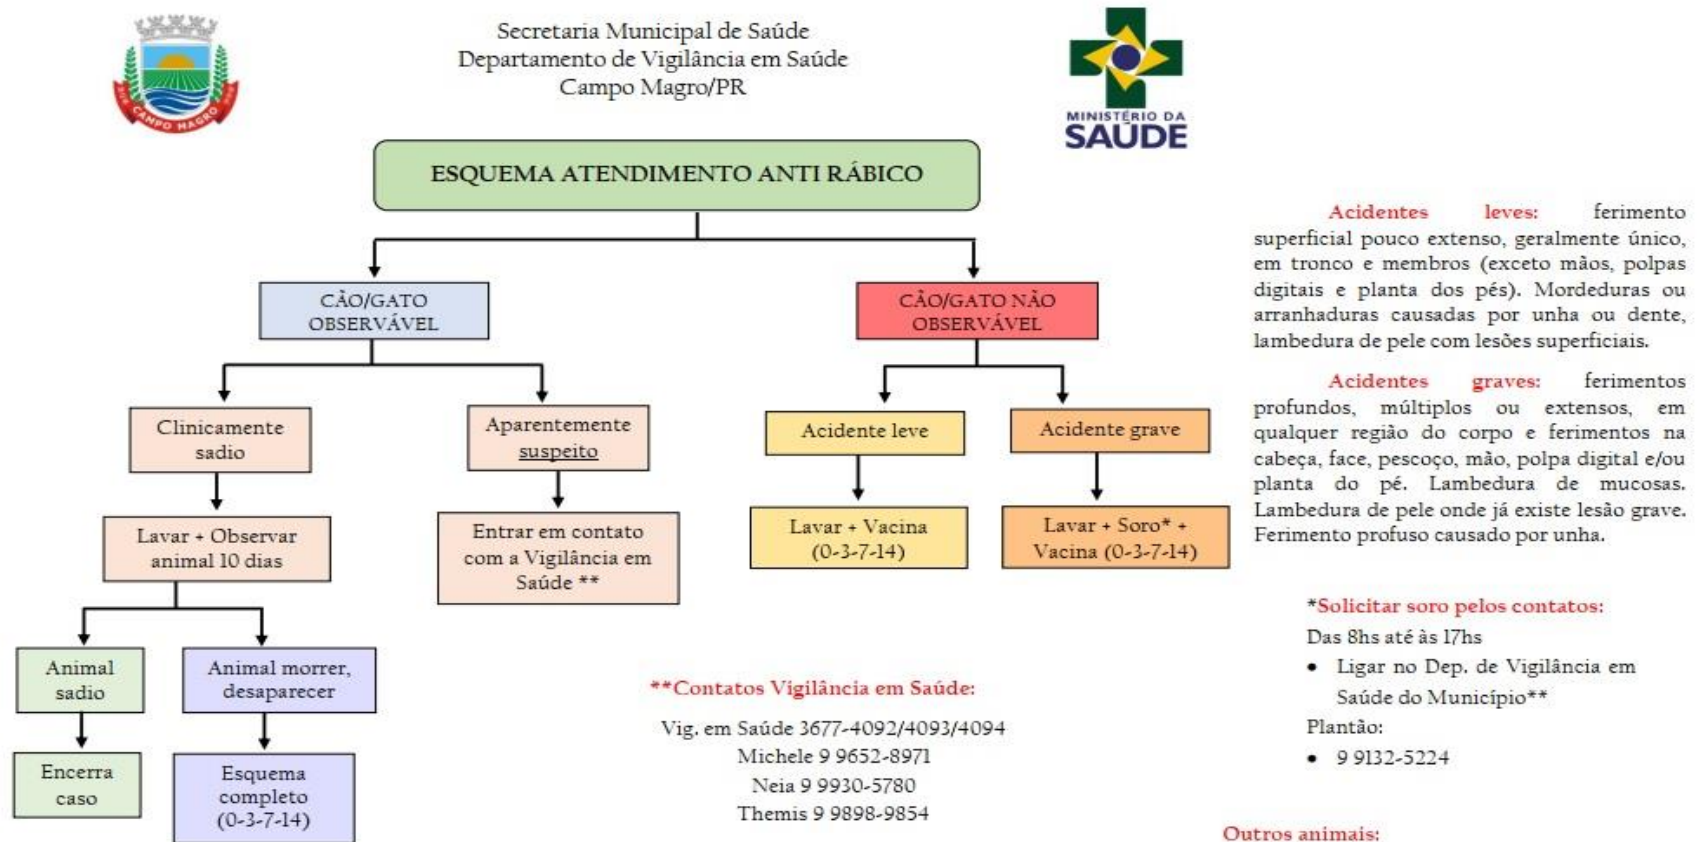 Secretaria Municipal de Saúde
Departamento de Vigilância em Saúde
Campo Magro/PR
CAMPO MAGRO
MINISTÉRIO DA
SAÚDE
ESQUEMA ATENDIMENTO ANTI RÁBICO
CÃO/GATO
OBSERVÁVEL
CÃO/GATO NÃO
OBSERVÁVEL
Clinicamente
sadio
Aparentemente
suspeito
Acidente leve
Acidente grave
Lavar + Observar
animal 10 dias
Entrar em contato
com a Vigilância em
Saúde **
Lavar + Vacina
(0-3-7-14)
Lavar + Soro* +
Vacina (0-3-7-14)
Animal
sadio
Animal morrer,
desaparecer
Encerra
caso
Esquema
completo
(0-3-7-14)
**Contatos Vigilância em Saúde:
Vig. em Saúde 3677-4092/4093/4094
Michele 9 9652-8971
Neia 9 9930-5780
Themis 9 9898-9854
Acidentes leves: ferimento
superficial pouco extenso, geralmente único,
em tronco e membros (exceto mãos, polpas
digitais e planta dos pés). Mordeduras ou
arranhaduras causadas por unha ou dente,
lambedura de pele com lesões superficiais.
Acidentes graves: ferimentos
profundos, múltiplos ou extensos, em
qualquer região do corpo e ferimentos na
cabeça, face, pescoço, mão, polpa digital e/ou
planta do pé. Lambedura de mucosas.
Lambedura de pele onde já existe lesão grave.
Ferimento profuso causado por unha.
*Solicitar soro pelos contatos:
Das 8hs até às 17hs
• Ligar no Dep. de Vigilância em
Saúde do Município**
Plantão:
• 9 9132-5224
Outros animais: